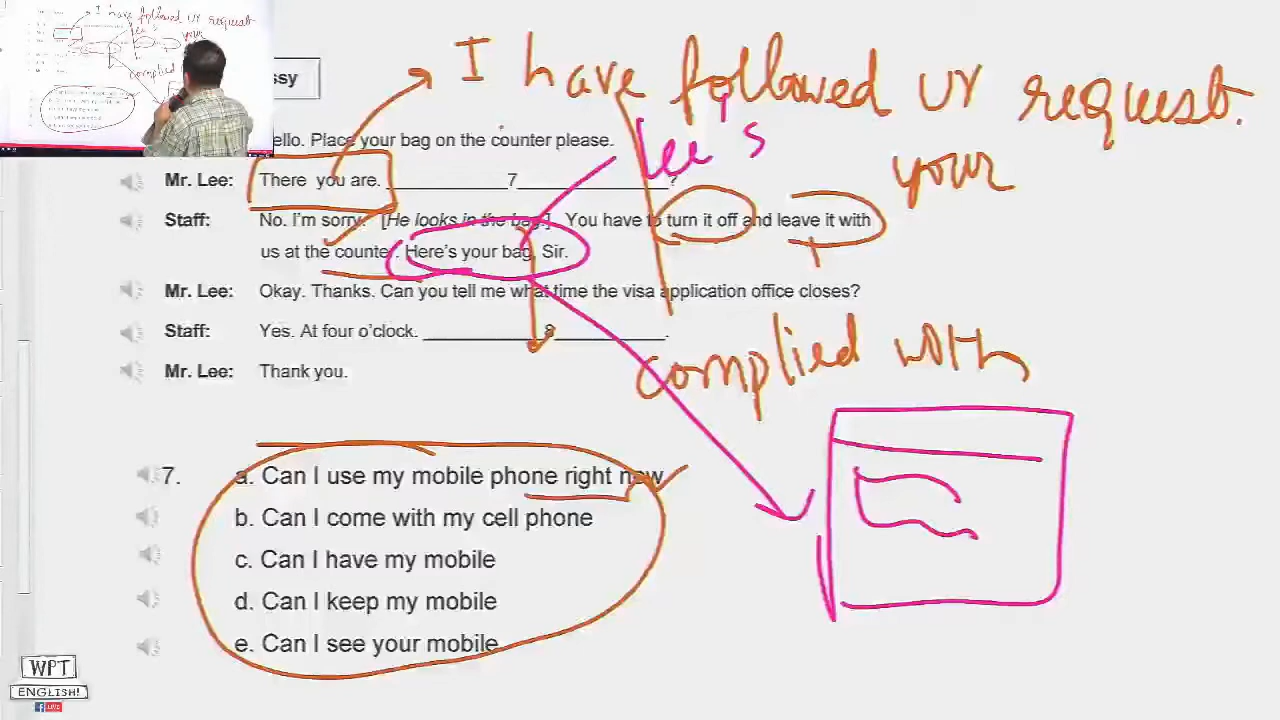 I have followed ur request.
ssy
Lee's
ello. Place your bag on the counter please.
your
Mr. Lee: There you are. ____________7________________?
Staff: No. I'm sorry. [He looks in the bag.] You have to turn it off and leave it with
us at the counter. Here's your bag, Sir.
Mr. Lee: Okay. Thanks. Can you tell me what time the visa application office closes?
Staff: Yes. At four o'clock. ____________8____________.
complied with
Mr. Lee: Thank you.
7. a. Can I use my mobile phone right now
b. Can I come with my cell phone
c. Can I have my mobile
d. Can I keep my mobile
e. Can I see your mobile
WPT
ENGLISH!
f LIVE